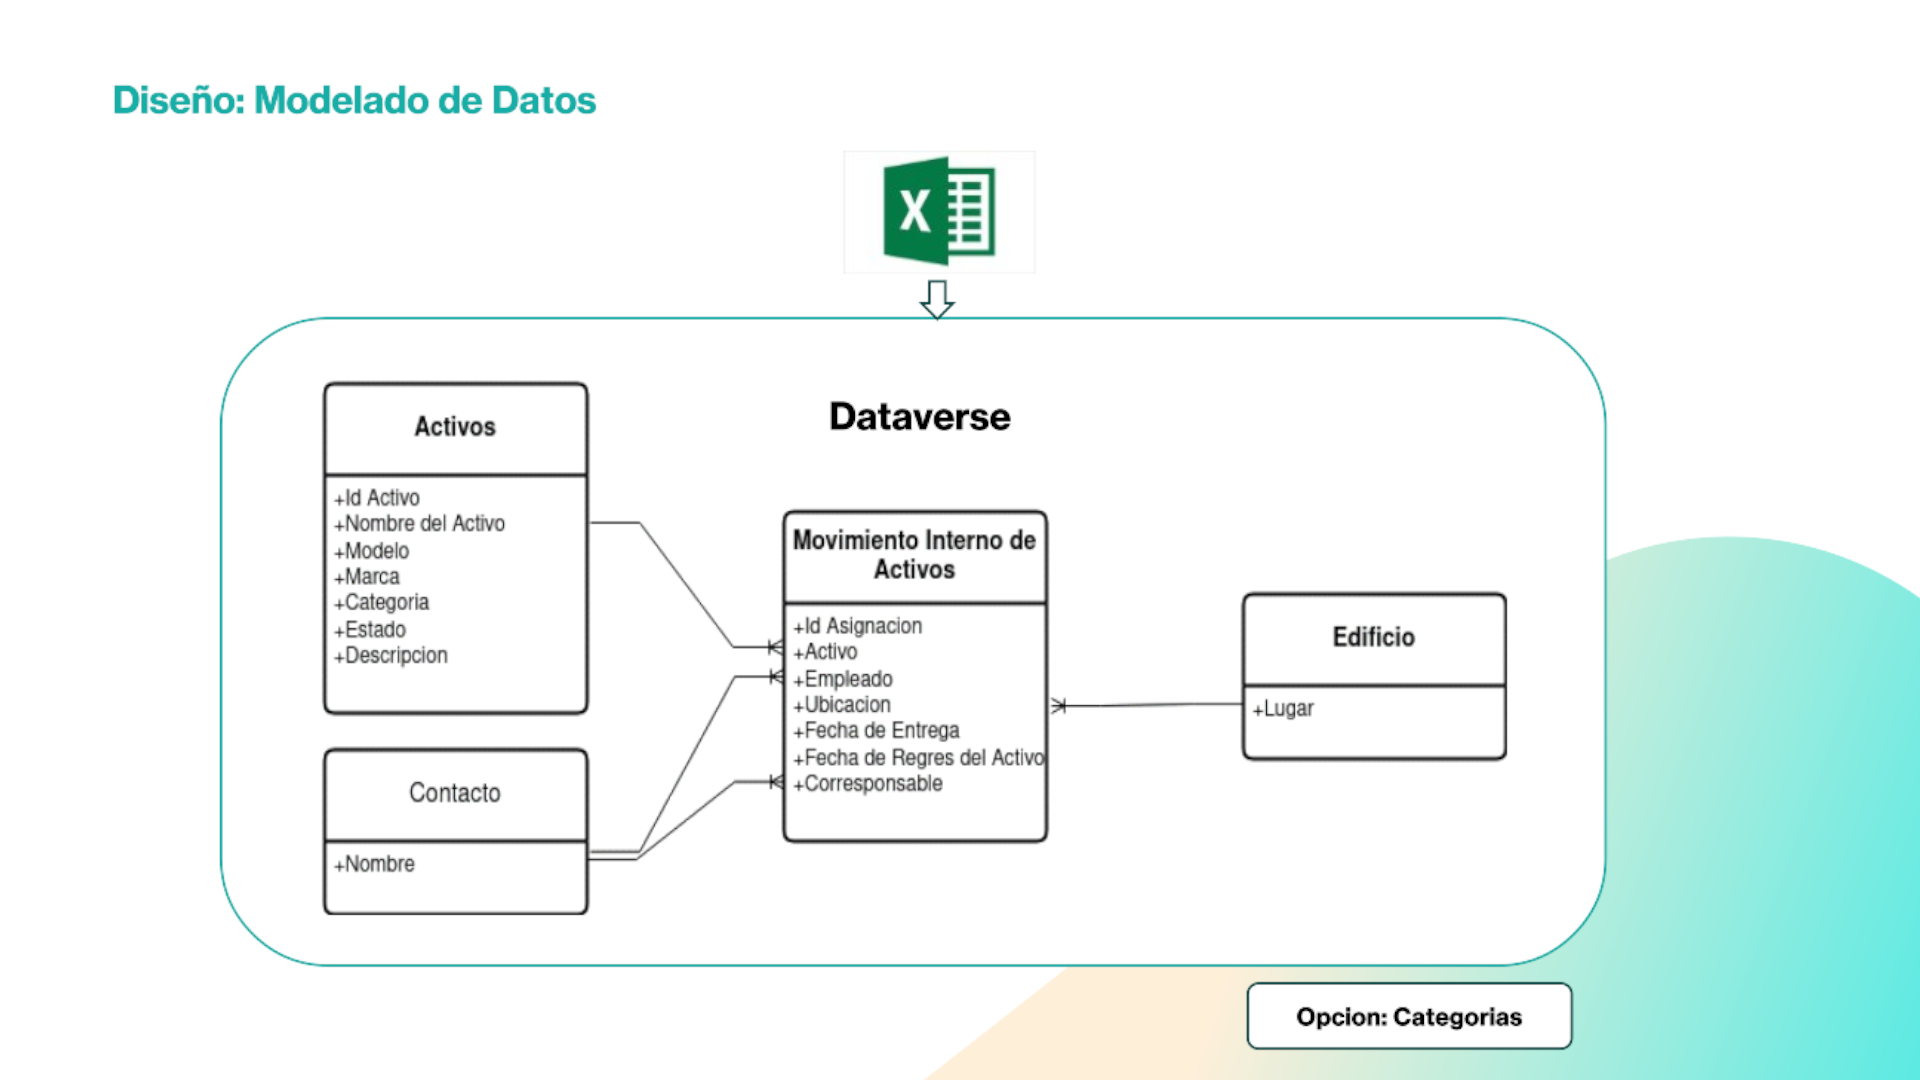 Diseño: Modelado de Datos
X
Dataverse
Activos
+Id Activo
+Nombre del Activo
+Modelo
+Marca
+Categoria
+Estado
+Descripcion
Contacto
+Nombre
Movimiento Interno de
Activos
+Id Asignacion
+Activo
+Empleado
+Ubicacion
+Fecha de Entrega
+Fecha de Regres del Activo
+Corresponsable
Edificio
+Lugar
Opcion: Categorias